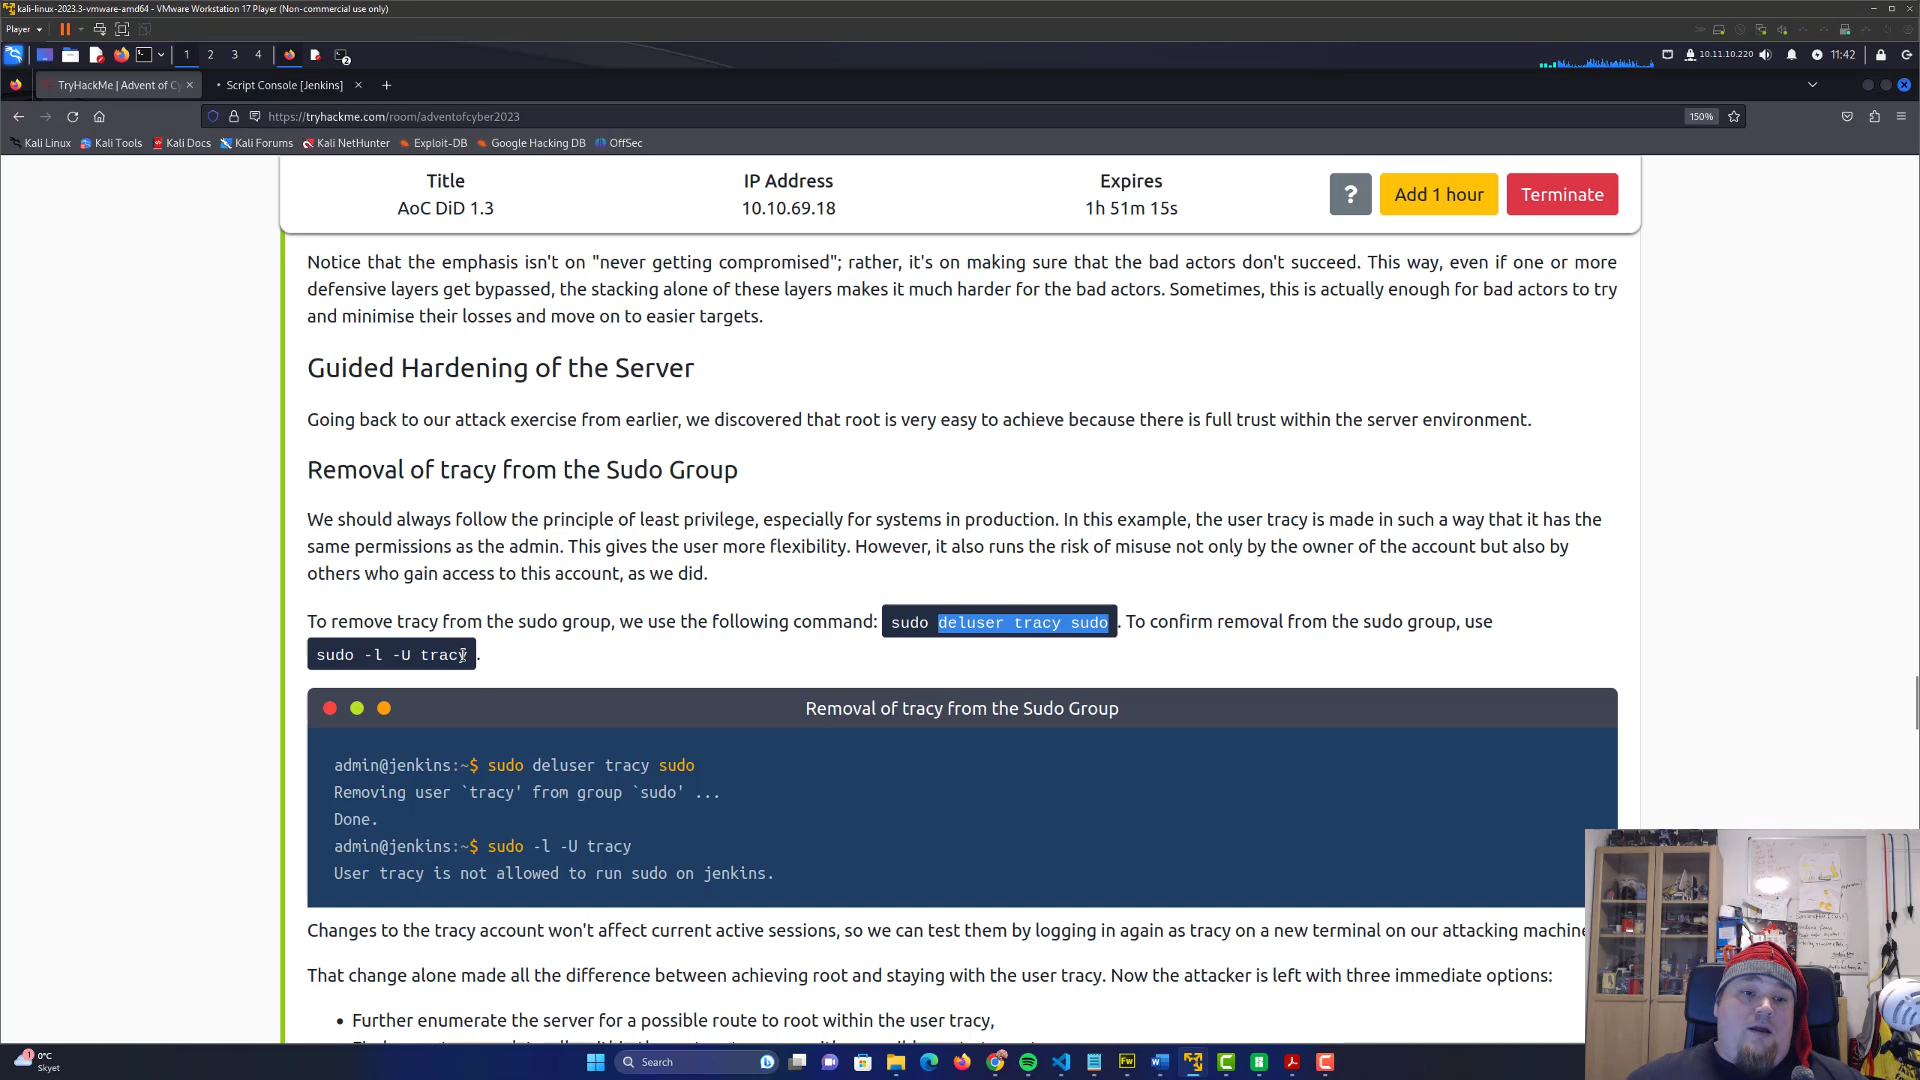 kali-linux-2023.3-vmware-amd64 - VMware Workstation 17 Player (Non-commercial use only)
Player
1 2 3 4
2
10.11.10.220
11:42
TryHackMe | Advent of Cy
Script Console [Jenkins]
https://tryhackme.com/room/adventofcyber2023
150%
Kali Linux Kali Tools Kali Docs Kali Forums Kali NetHunter Exploit-DB Google Hacking DB OffSec
Title IP Address Expires
AoC DiD 1.3 10.10.69.18 1h 51m 15s
? Add 1 hour Terminate
Notice that the emphasis isn't on "never getting compromised"; rather, it's on making sure that the bad actors don't succeed. This way, even if one or more
defensive layers get bypassed, the stacking alone of these layers makes it much harder for the bad actors. Sometimes, this is actually enough for bad actors to try
and minimise their losses and move on to easier targets.
Guided Hardening of the Server
Going back to our attack exercise from earlier, we discovered that root is very easy to achieve because there is full trust within the server environment.
Removal of tracy from the Sudo Group
We should always follow the principle of least privilege, especially for systems in production. In this example, the user tracy is made in such a way that it has the
same permissions as the admin. This gives the user more flexibility. However, it also runs the risk of misuse not only by the owner of the account but also by
others who gain access to this account, as we did.
To remove tracy from the sudo group, we use the following command: sudo deluser tracy sudo . To confirm removal from the sudo group, use
sudo -l -U tracy .
Removal of tracy from the Sudo Group
admin@jenkins:~$ sudo deluser tracy sudo
Removing user `tracy' from group `sudo' ...
Done.
admin@jenkins:~$ sudo -l -U tracy
User tracy is not allowed to run sudo on jenkins.
Changes to the tracy account won't affect current active sessions, so we can test them by logging in again as tracy on a new terminal on our attacking machine
That change alone made all the difference between achieving root and staying with the user tracy. Now the attacker is left with three immediate options:
• Further enumerate the server for a possible route to root within the user tracy,
1
0°C
Skyet
Search